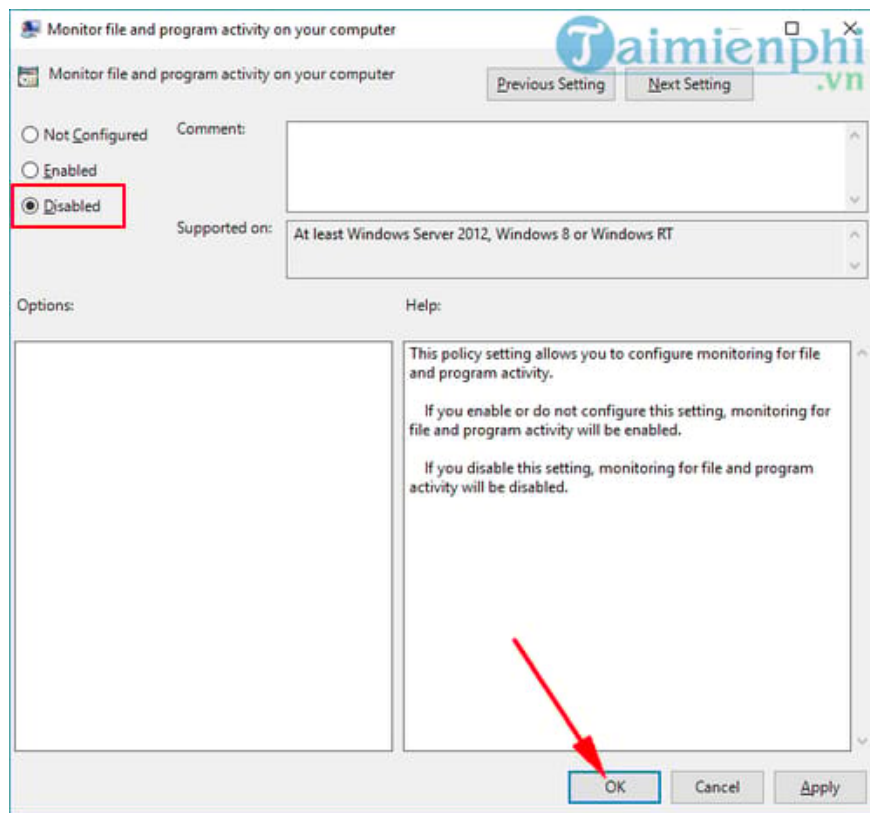 Monitor file and program activity on your computer
Taimienphi
.vn
Monitor file and program activity on your computer
Previous Setting
Next Setting
Not Configured
Comment:
Enabled
Disabled
Supported on:
At least Windows Server 2012, Windows 8 or Windows RT
Options:
Help:
This policy setting allows you to configure monitoring for file
and program activity.
If you enable or do not configure this setting, monitoring for
file and program activity will be enabled.
If you disable this setting, monitoring for file and program
activity will be disabled.
OK
Cancel
Apply